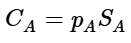 C_A = p_A S_A